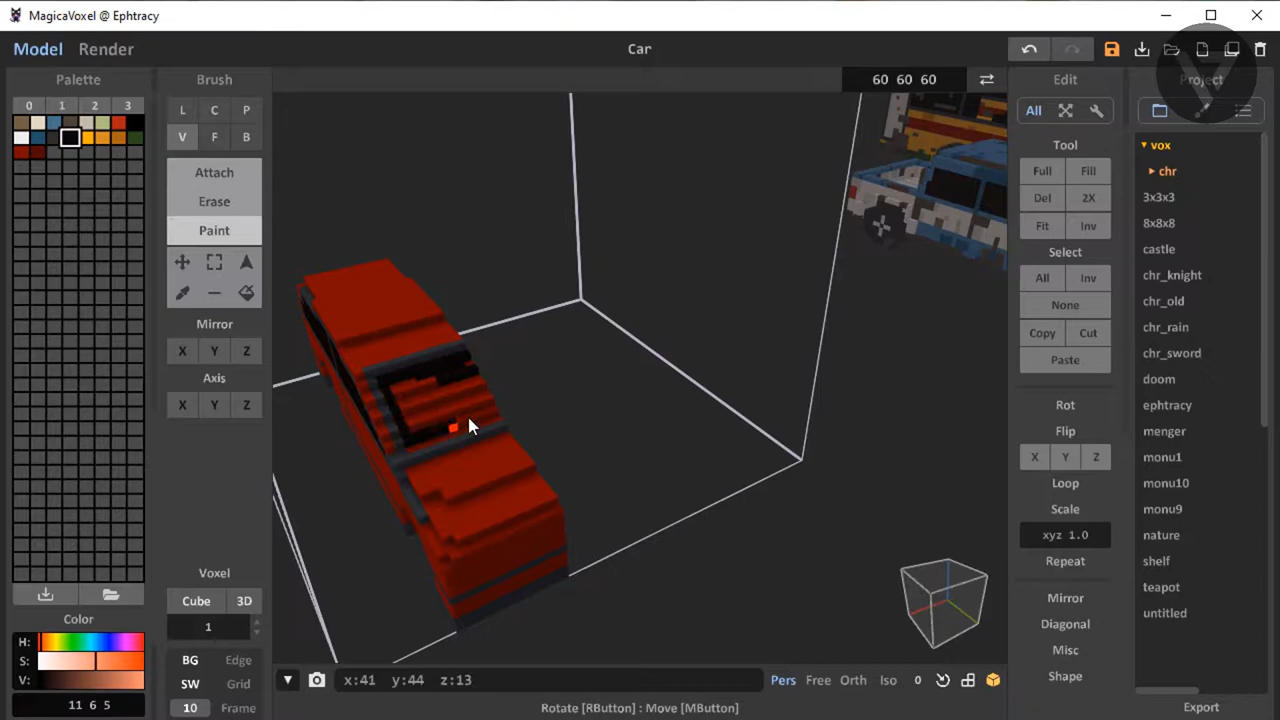 MagicaVoxel @ Ephtracy
Model Render
Car
Palette
0 1 2 3
Color
H:
S:
V:
11 6 5
Brush
L C P
V F B
Attach
Erase
Paint
Mirror
X Y Z
Axis
X Y Z
Voxel
Cube 3D
1
BG Edge
SW Grid
10 Frame
60 60 60
x:41 y:44 z:13
Pers Free Orth Iso 0
Rotate [RButton] : Move [MButton]
Edit
All
Tool
Full Fill
Del 2X
Fit Inv
Select
All Inv
None
Copy Cut
Paste
Rot
Flip
X Y Z
Loop
Scale
xyz 1.0
Repeat
Mirror
Diagonal
Misc
Shape
Project
vox
chr
3x3x3
8x8x8
castle
chr_knight
chr_old
chr_rain
chr_sword
doom
ephtracy
menger
monu1
monu10
monu9
nature
shelf
teapot
untitled
Export